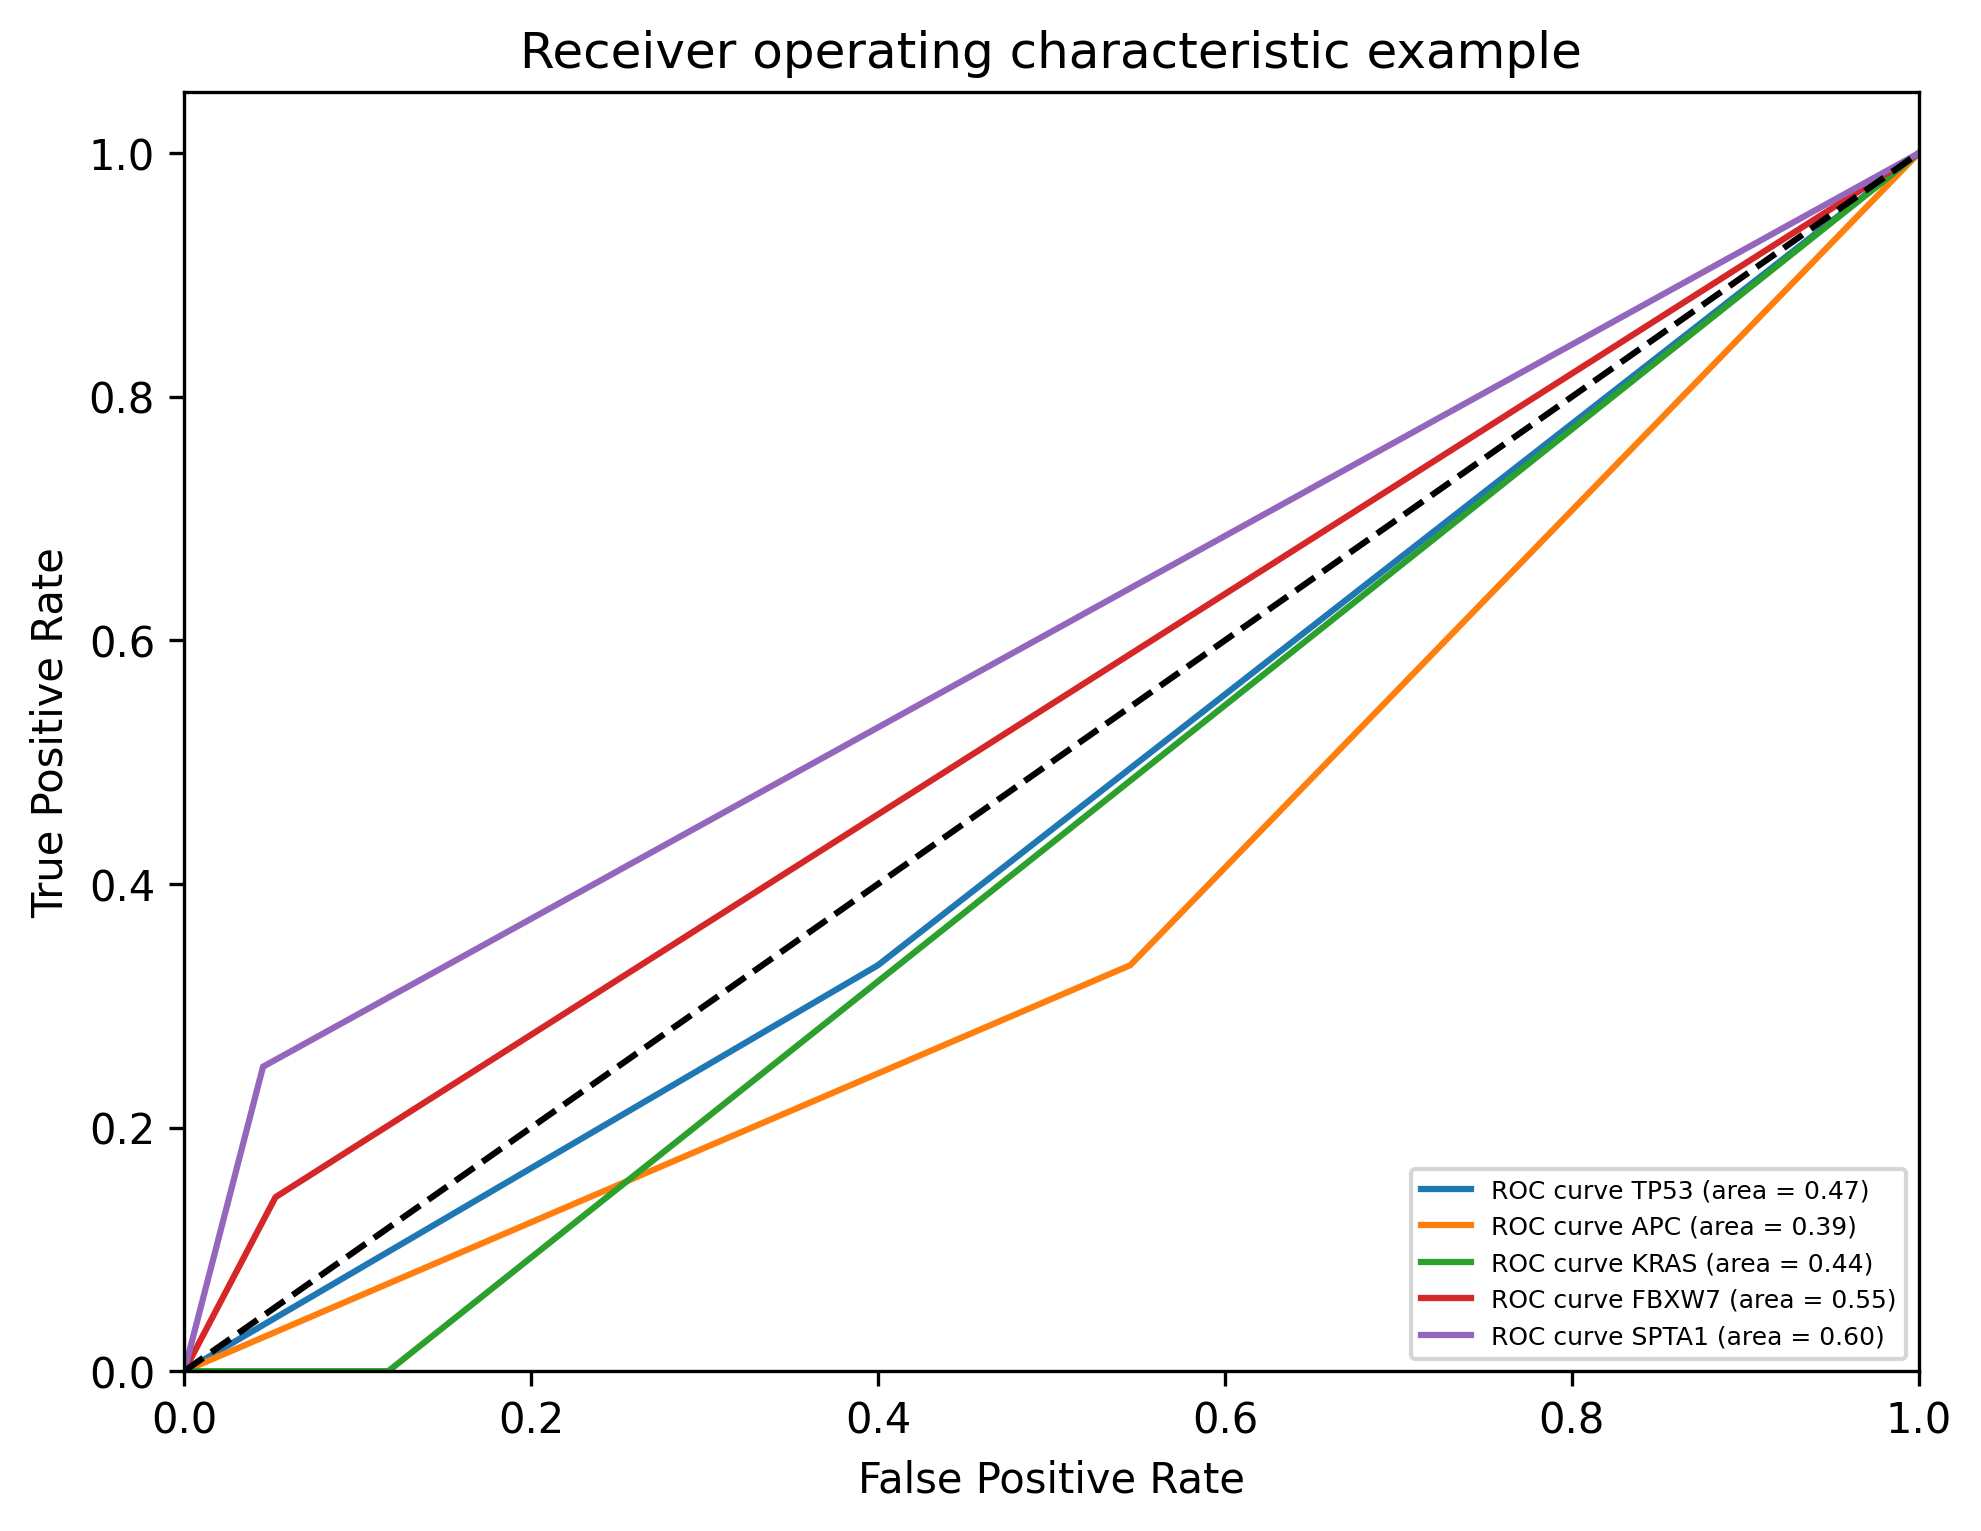 Receiver operating characteristic example
True Positive Rate
1.0
0.8
0.6
0.4
0.2
0.0
0.0 0.2 0.4 0.6 0.8 1.0
False Positive Rate
ROC curve TP53 (area = 0.47)
ROC curve APC (area = 0.39)
ROC curve KRAS (area = 0.44)
ROC curve FBXW7 (area = 0.55)
ROC curve SPTA1 (area = 0.60)